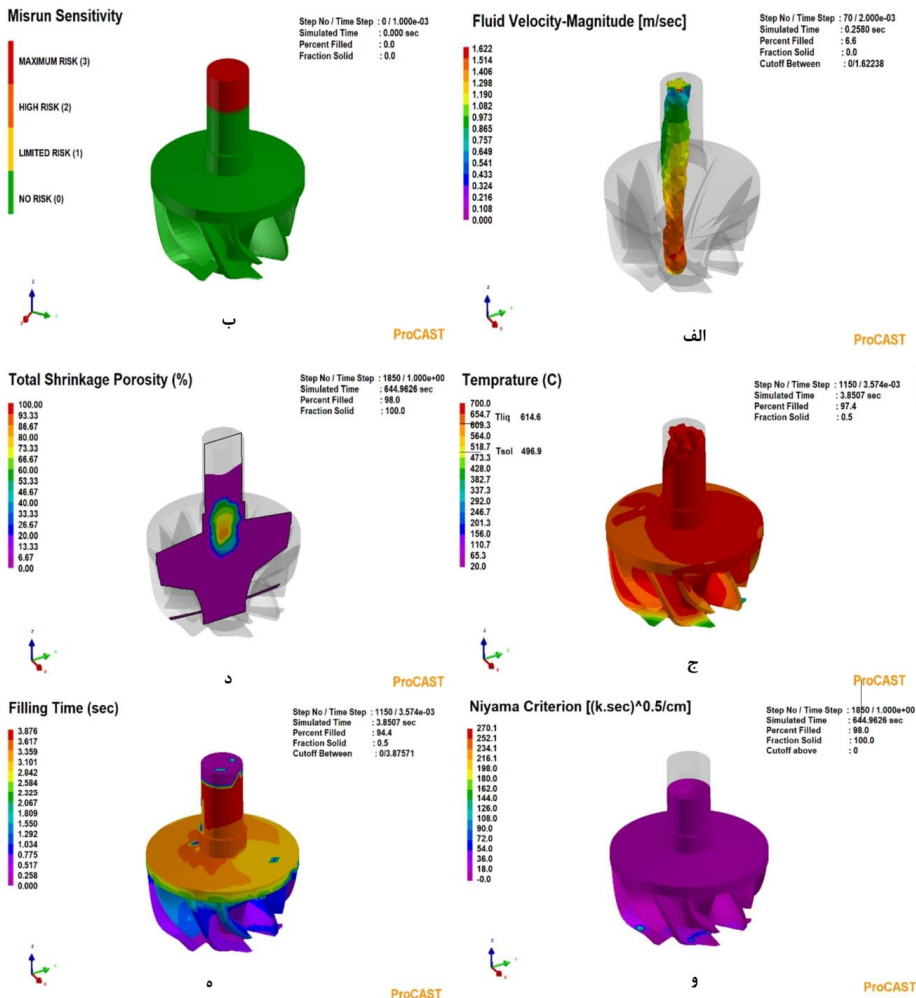 Misrun Sensitivity
Step No / Time Step : 0 / 1.000e-03
Simulated Time : 0.000 sec
Percent Filled : 0.0
Fraction Solid : 0.0
MAXIMUM RISK (3)
HIGH RISK (2)
LIMITED RISK (1)
NO RISK (0)
ب
ProCAST
Fluid Velocity-Magnitude [m/sec]
Step No / Time Step : 70 / 2.000e-03
Simulated Time : 0.2580 sec
Percent Filled : 6.6
Fraction Solid : 0.0
Cutoff Between : 0/1.62238
1.622
1.514
1.406
1.298
1.190
1.082
0.973
0.865
0.757
0.649
0.541
0.433
0.324
0.216
0.108
0.000
الف
ProCAST
Total Shrinkage Porosity (%)
Step No / Time Step : 1850 / 1.000e+00
Simulated Time : 644.9626 sec
Percent Filled : 98.0
Fraction Solid : 100.0
100.00
93.33
86.67
80.00
73.33
66.67
60.00
53.33
46.67
40.00
33.33
26.67
20.00
13.33
6.67
0.00
د
ProCAST
Temprature (C)
Step No / Time Step : 1150 / 3.574e-03
Simulated Time : 3.8507 sec
Percent Filled : 97.4
Fraction Solid : 0.5
700.0
654.7
609.3
564.0
518.7
473.3
428.0
382.7
337.3
292.0
246.7
201.3
156.0
110.7
65.3
20.0
Tliq 614.6
Tsol 496.9
ج
ProCAST
Filling Time (sec)
Step No / Time Step : 1150 / 3.574e-03
Simulated Time : 3.8507 sec
Percent Filled : 94.4
Fraction Solid : 0.5
Cutoff Between : 0/3.87571
3.876
3.617
3.359
3.101
2.842
2.584
2.325
2.067
1.809
1.550
1.292
1.034
0.775
0.517
0.258
0.000
ه
ProCAST
Niyama Criterion [(k.sec)^0.5/cm]
Step No / Time Step : 1850 / 1.000e+00
Simulated Time : 644.9626 sec
Percent Filled : 98.0
Fraction Solid : 100.0
Cutoff above : 0
270.1
252.1
234.1
216.1
198.0
180.0
162.0
144.0
126.0
108.0
90.0
72.0
54.0
36.0
18.0
-0.0
و
ProCAST